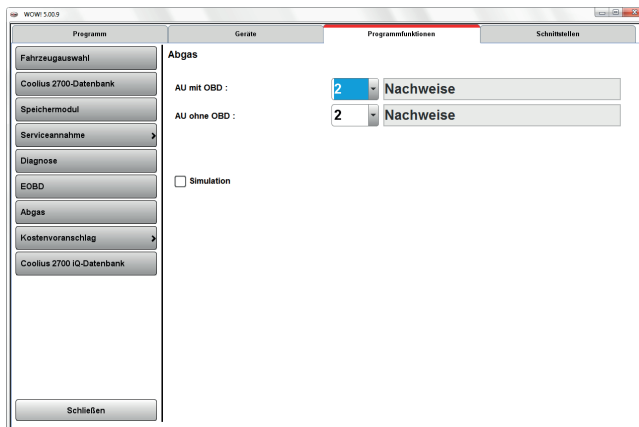 WOW! 5.00.9
Programm
Geräte
Programmfunktionen
Schnittstellen
Fahrzeugauswahl
Coolius 2700-Datenbank
Speichermodul
Serviceannahme
Diagnose
EOBD
Abgas
Kostenvoranschlag
Coolius 2700 iQ-Datenbank
Schließen
Abgas
AU mit OBD :
2
Nachweise
AU ohne OBD :
2
Nachweise
Simulation